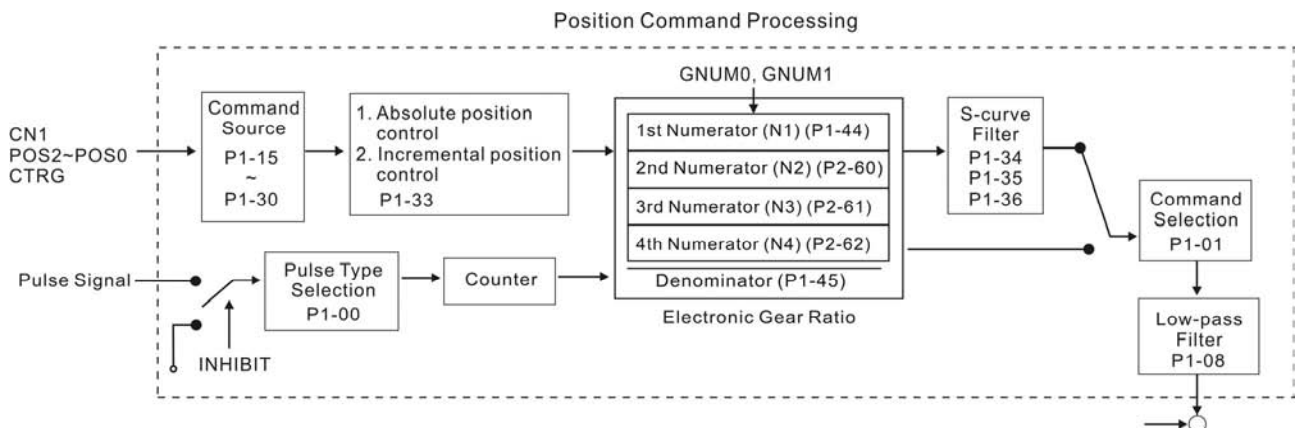 Position Command Processing
GNUM0, GNUM1
CN1
POS2~POS0
CTRG
Command
Source
P1-15
~
P1-30
1. Absolute position
control
2. Incremental position
control
P1-33
1st Numerator (N1) (P1-44)
2nd Numerator (N2) (P2-60)
3rd Numerator (N3) (P2-61)
4th Numerator (N4) (P2-62)
Denominator (P1-45)
Electronic Gear Ratio
S-curve
Filter
P1-34
P1-35
P1-36
Command
Selection
P1-01
Pulse Signal
INHIBIT
Pulse Type
Selection
P1-00
Counter
Low-pass
Filter
P1-08